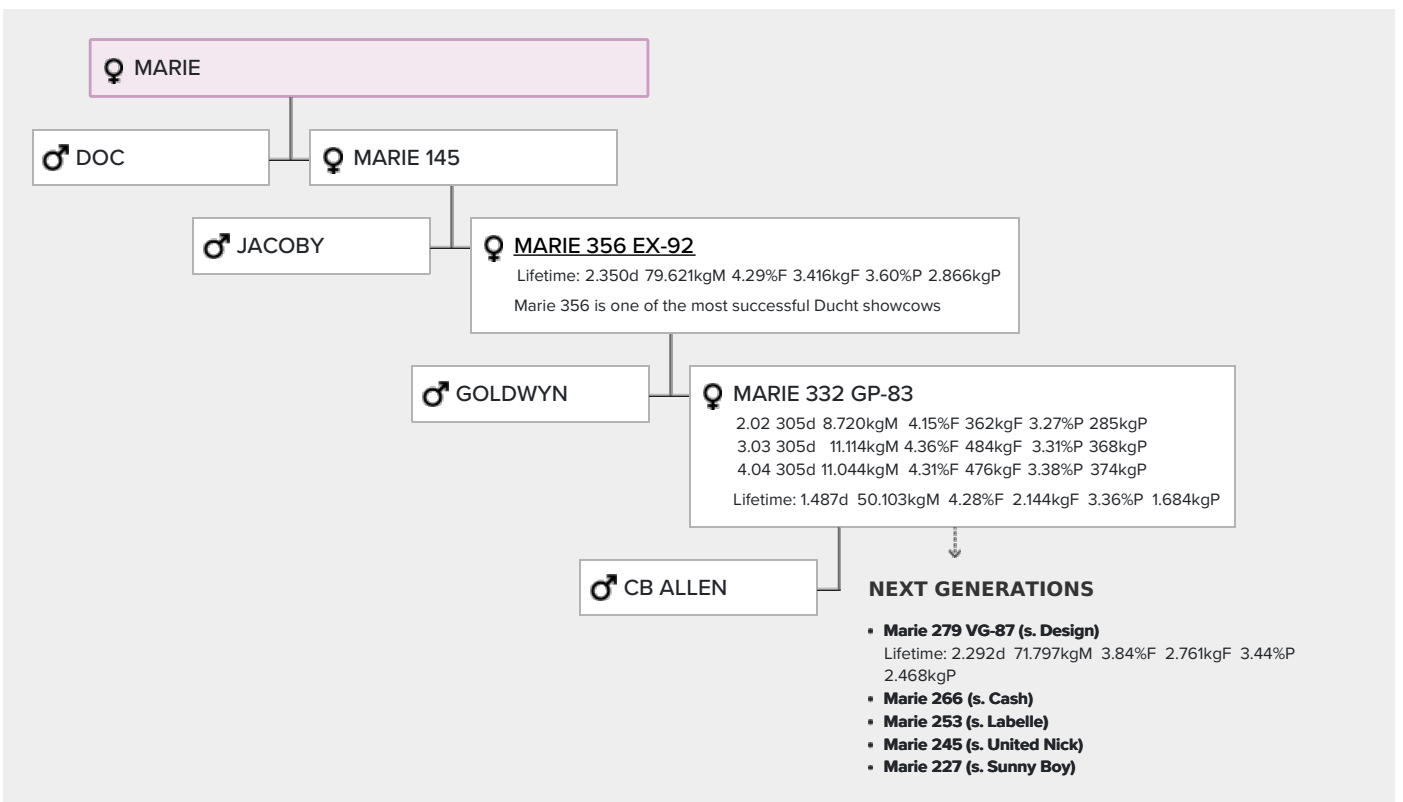 MARIE
DOC
MARIE 145
JACOBY
MARIE 356 EX-92
Lifetime: 2.350d 79.621kgM 4.29%F 3.416kgF 3.60%P 2.866kgP
Marie 356 is one of the most successful Ducht showcows
GOLDWYN
MARIE 332 GP-83
2.02 305d 8.720kgM 4.15%F 362kgF 3.27%P 285kgP
3.03 305d 11.114kgM 4.36%F 484kgF 3.31%P 368kgP
4.04 305d 11.044kgM 4.31%F 476kgF 3.38%P 374kgP
Lifetime: 1.487d 50.103kgM 4.28%F 2.144kgF 3.36%P 1.684kgP
CB ALLEN
NEXT GENERATIONS
• Marie 279 VG-87 (s. Design)
Lifetime: 2.292d 71.797kgM 3.84%F 2.761kgF 3.44%P
2.468kgP
• Marie 266 (s. Cash)
• Marie 253 (s. Labelle)
• Marie 245 (s. United Nick)
• Marie 227 (s. Sunny Boy)